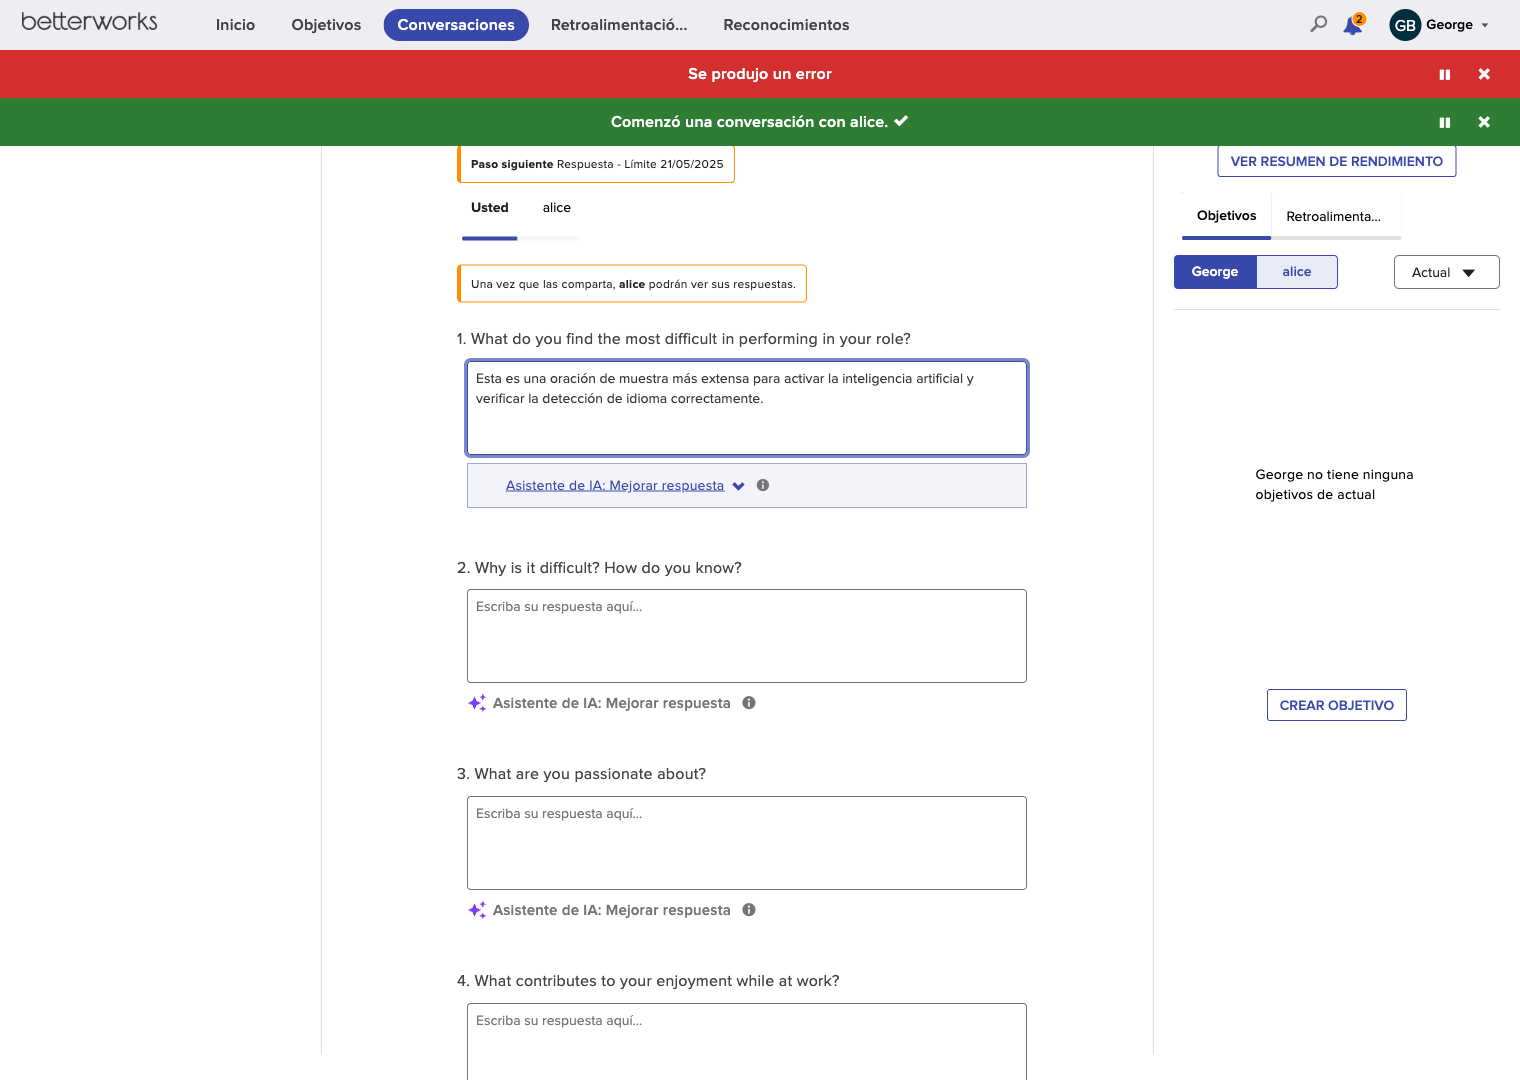 betterworks
Inicio
Objetivos
Conversaciones
Retroalimentació...
Reconocimientos
2
GB
George
Se produjo un error
Comenzó una conversación con alice.
Paso siguiente Respuesta - Límite 21/05/2025
Usted
alice
Una vez que las comparta, alice podrán ver sus respuestas.
1. What do you find the most difficult in performing in your role?
Esta es una oración de muestra más extensa para activar la inteligencia artificial y
verificar la detección de idioma correctamente.
Asistente de IA: Mejorar respuesta
2. Why is it difficult? How do you know?
Escriba su respuesta aquí...
Asistente de IA: Mejorar respuesta
3. What are you passionate about?
Escriba su respuesta aquí...
Asistente de IA: Mejorar respuesta
4. What contributes to your enjoyment while at work?
Escriba su respuesta aquí...
VER RESUMEN DE RENDIMIENTO
Objetivos
Retroalimenta...
George
alice
Actual
George no tiene ninguna
objetivos de actual
CREAR OBJETIVO